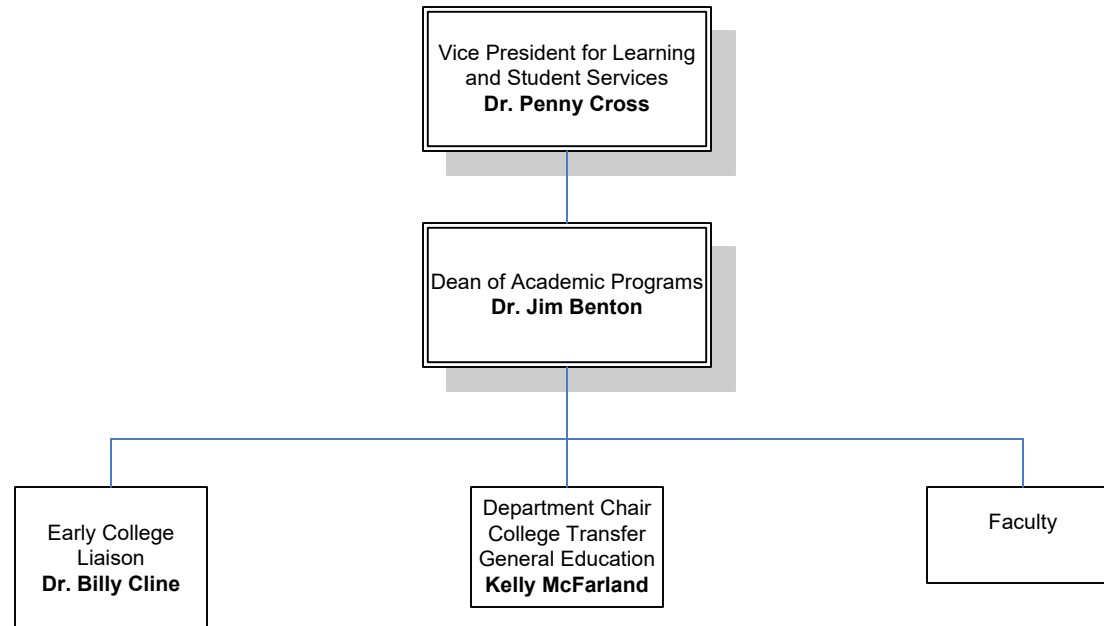 Vice President for Learning
and Student Services
Dr. Penny Cross
Dean of Academic Programs
Dr. Jim Benton
Early College
Liaison
Dr. Billy Cline
Department Chair
College Transfer
General Education
Kelly McFarland
Faculty